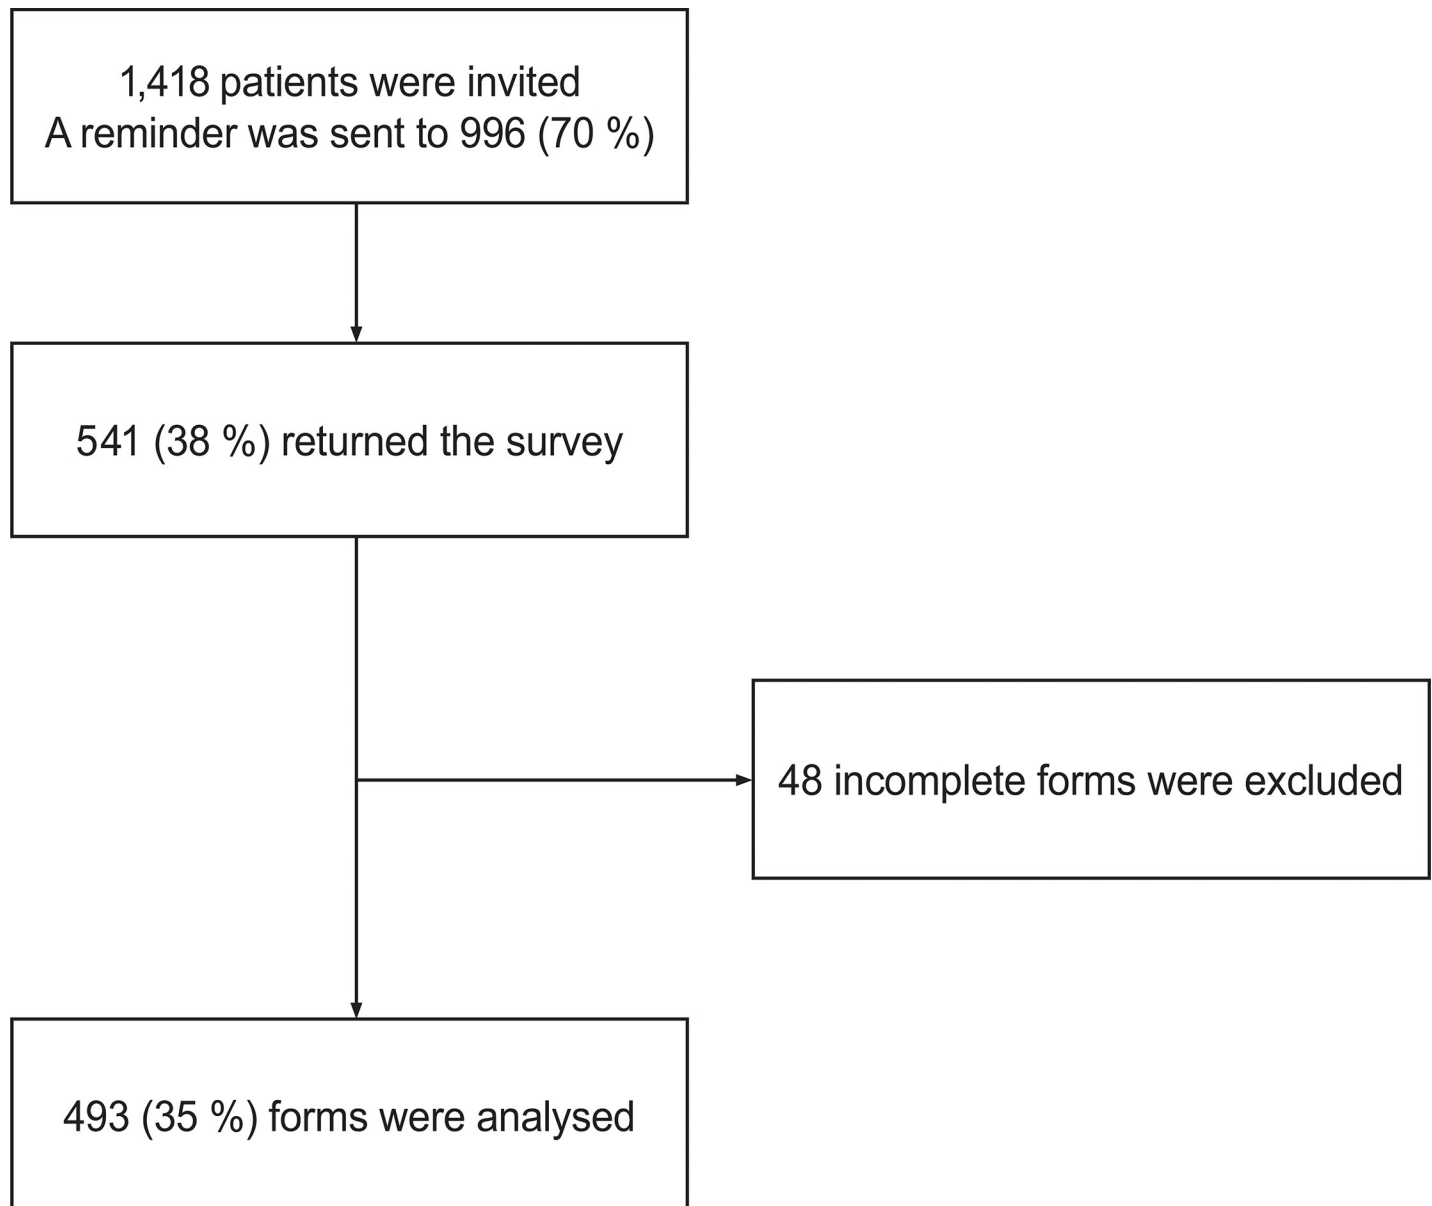 1,418 patients were invited
A reminder was sent to 996 (70 %)
541 (38 %) returned the survey
48 incomplete forms were excluded
493 (35 %) forms were analysed